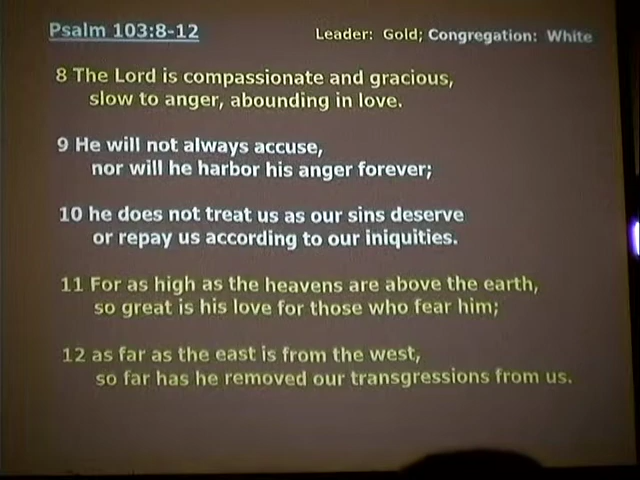 Psalm 103:8-12
Leader: Gold; Congregation: White
8 The Lord is compassionate and gracious,
slow to anger, abounding in love.
9 He will not always accuse,
nor will he harbor his anger forever;
10 he does not treat us as our sins deserve
or repay us according to our iniquities.
11 For as high as the heavens are above the earth,
so great is his love for those who fear him;
12 as far as the east is from the west,
so far has he removed our transgressions from us.